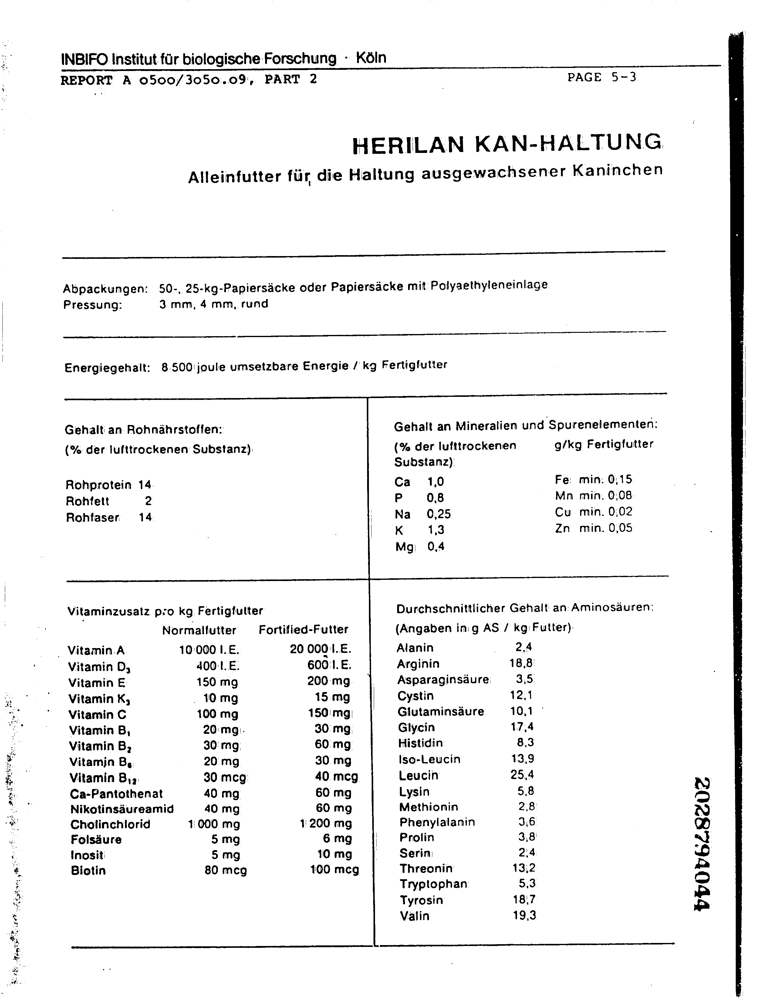 INBIFO Institut für biologische Forschung · Köln
REPORT A 0500/3050.09, PART 2 PAGE 5-3
HERILAN KAN-HALTUNG
Alleinfutter für die Haltung ausgewachsener Kaninchen
Abpackungen: 50-, 25-kg-Papiersäcke oder Papiersäcke mit Polyaethyleneinlage
Pressung: 3 mm, 4 mm, rund
Energiegehalt: 8 500 joule umsetzbare Energie / kg Fertigfutter
Gehalt an Rohnährstoffen:
(% der lufttrockenen Substanz)
Rohprotein 14
Rohfett 2
Rohfaser 14
Gehalt an Mineralien und Spurenelementen:
(% der lufttrockenen g/kg Fertigfutter
Substanz)
Ca 1,0 Fe min. 0,15
P 0,8 Mn min. 0,08
Na 0,25 Cu min. 0,02
K 1,3 Zn min. 0,05
Mg 0,4
Vitaminzusatz pro kg Fertigfutter
Normalfutter Fortified-Futter
Vitamin A 10 000 I.E. 20 000 I.E.
Vitamin D₃ 400 I.E. 600 I.E.
Vitamin E 150 mg 200 mg
Vitamin K₃ 10 mg 15 mg
Vitamin C 100 mg 150 mg
Vitamin B₁ 20 mg 30 mg
Vitamin B₂ 30 mg 60 mg
Vitamin B₆ 20 mg 30 mg
Vitamin B₁₂ 30 mcg 40 mcg
Ca-Pantothenat 40 mg 60 mg
Nikotinsäureamid 40 mg 60 mg
Cholinchlorid 1 000 mg 1 200 mg
Folsäure 5 mg 6 mg
Inosit 5 mg 10 mg
Biotin 80 mcg 100 mcg
Durchschnittlicher Gehalt an Aminosäuren:
(Angaben in g AS / kg Futter)
Alanin 2,4
Arginin 18,8
Asparaginsäure 3,5
Cystin 12,1
Glutaminsäure 10,1
Glycin 17,4
Histidin 8,3
Iso-Leucin 13,9
Leucin 25,4
Lysin 5,8
Methionin 2,8
Phenylalanin 3,6
Prolin 3,8
Serin 2,4
Threonin 13,2
Tryptophan 5,3
Tyrosin 18,7
Valin 19,3
2028794044